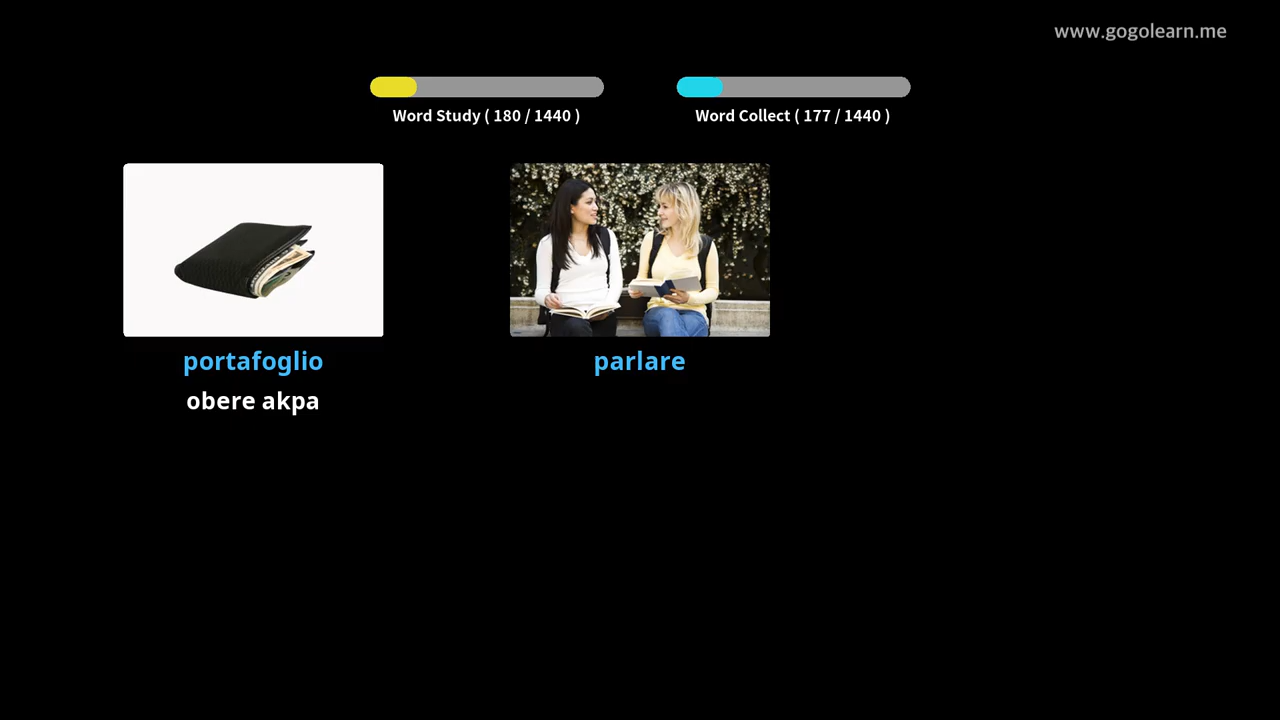 www.gogolearn.me
Word Study ( 180 / 1440 )
Word Collect ( 177 / 1440 )
portafoglio
parlare
obere akpa